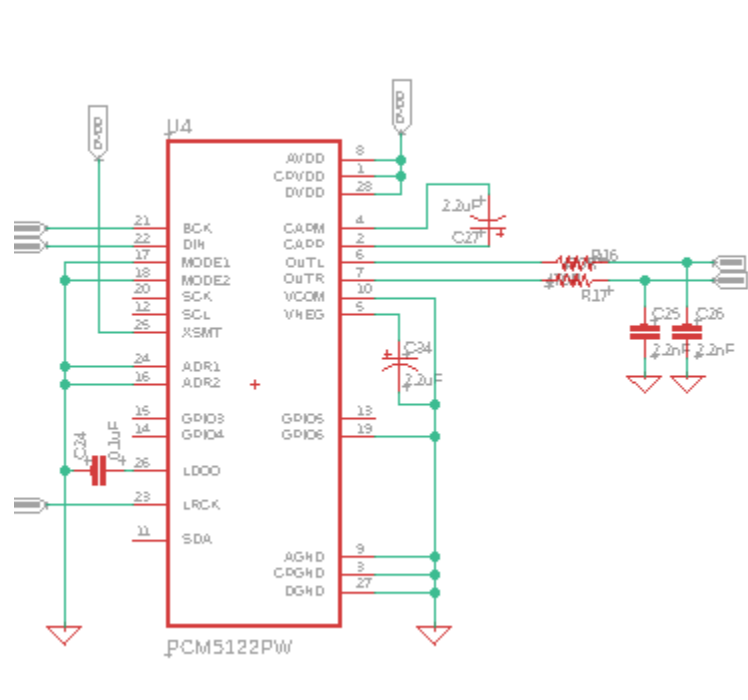 U4
DVDD
DVDD
21 BCK
22 DIN
17 MODE1
18 MODE2
20 SCK
12 SCL
25 XSMT
24 ADR1
16 ADR2
15 GPIO3
14 GPIO4
26 LDOO
23 LRCK
11 SDA
AVDD 8
CPVDD 1
DVDD 28
CAPM 4
CAPP 2
OUTL 6
OUTR 7
VCOM 10
VNEG 5
GPIO5 13
GPIO6 19
AGND 9
CPGND 3
DGND 27
2.2uF
C27
R16
R17
C25
C26
2.2nF
2.2nF
C34
2.2uF
C24
0.1uF
PCM5122PW